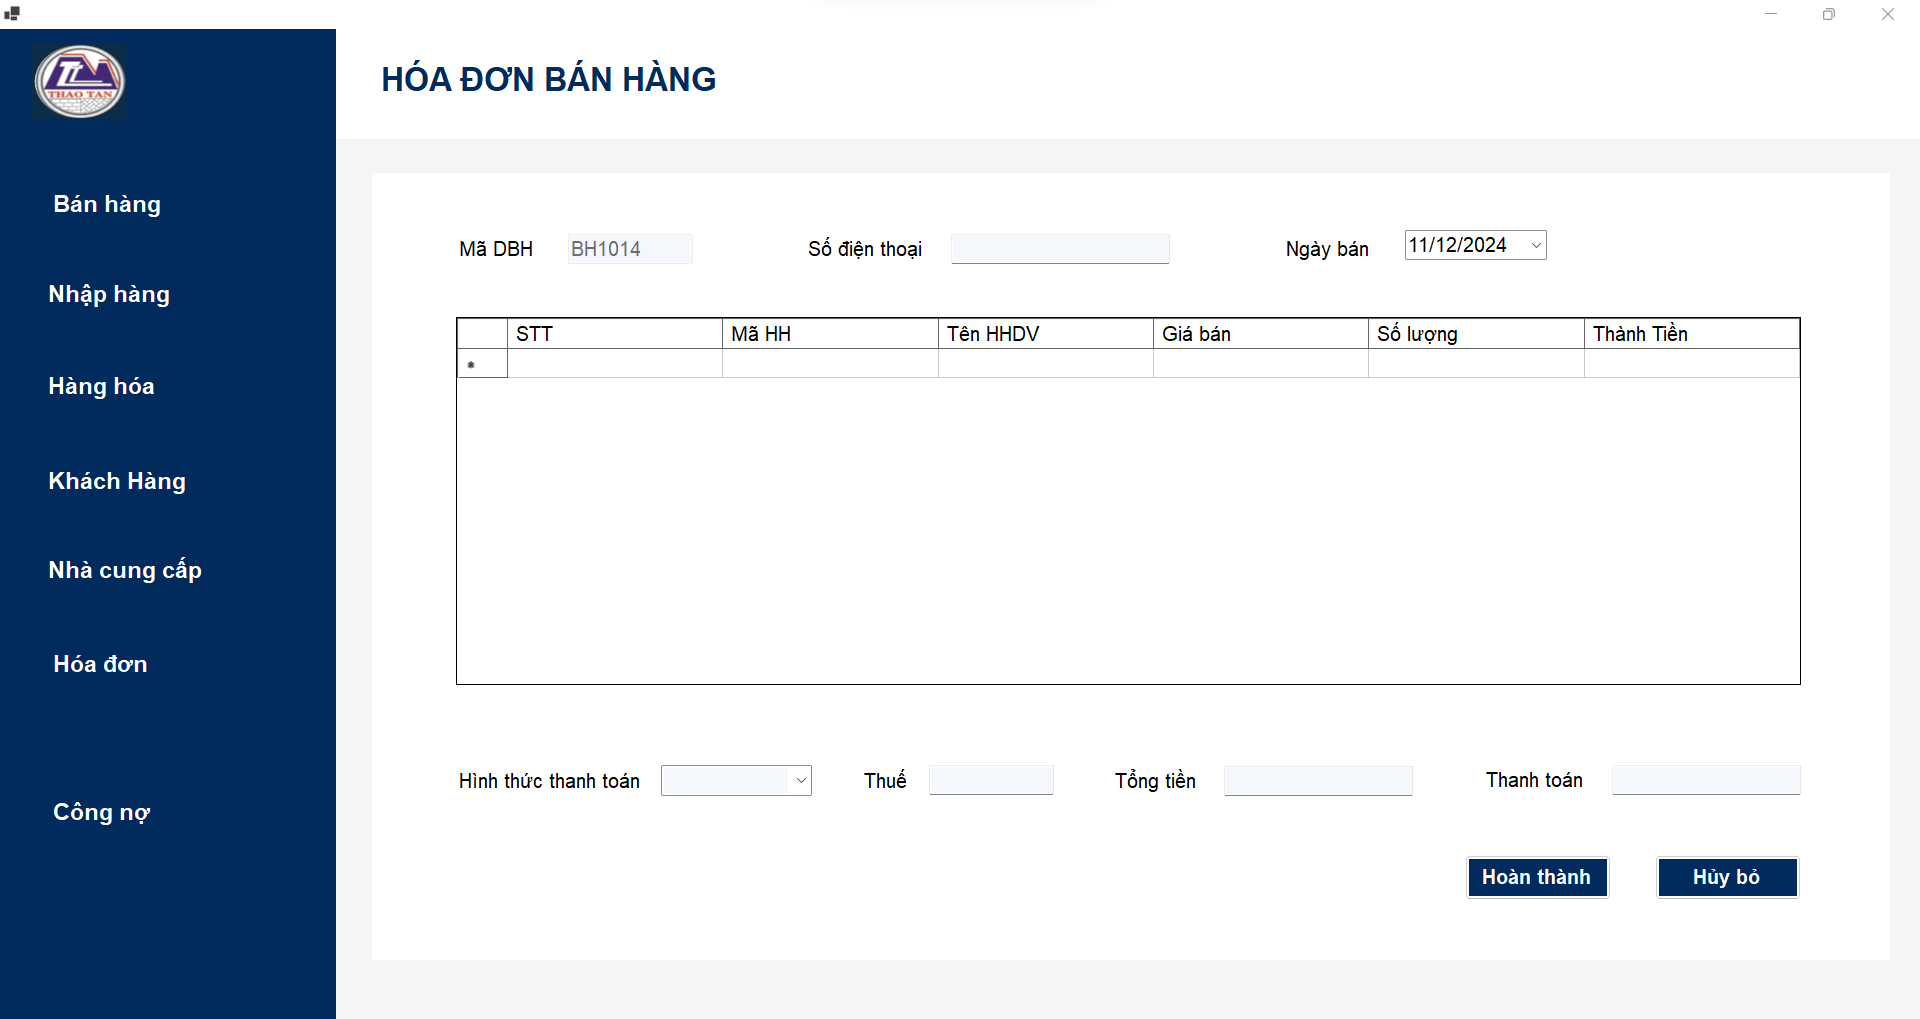 THAO TAN
HÓA ĐƠN BÁN HÀNG
Bán hàng
Nhập hàng
Hàng hóa
Khách Hàng
Nhà cung cấp
Hóa đơn
Công nợ
Mã DBH BH1014 Số điện thoại Ngày bán 11/12/2024
STT Mã HH Tên HHDV Giá bán Số lượng Thành Tiền
Hình thức thanh toán Thuế Tổng tiền Thanh toán
Hoàn thành Hủy bỏ